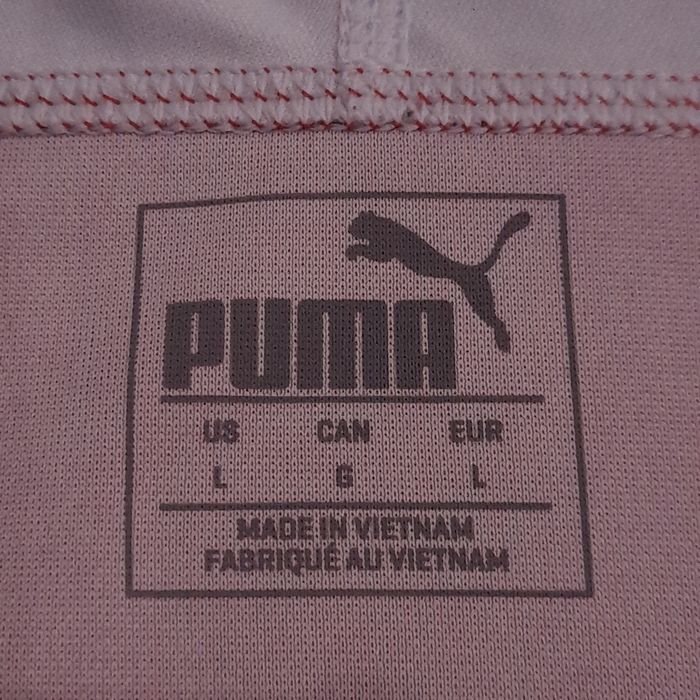 PUMA
US CAN EUR
L G L
MADE IN VIETNAM
FABRIQUÉ AU VIETNAM